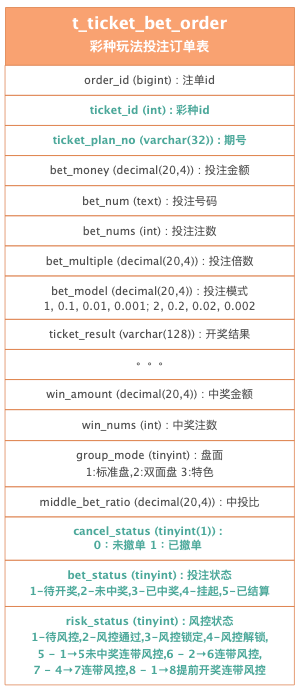 t_ticket_bet_order
彩种玩法投注订单表
order_id (bigint) : 注单id
ticket_id (int) : 彩种id
ticket_plan_no (varchar(32)) : 期号
bet_money (decimal(20,4)) : 投注金额
bet_num (text) : 投注号码
bet_nums (int) : 投注注数
bet_multiple (decimal(20,4)) : 投注倍数
bet_model (decimal(20,4)) : 投注模式
1, 0.1, 0.01, 0.001; 2, 0.2, 0.02, 0.002
ticket_result (varchar(128)) : 开奖结果
。。。
win_amount (decimal(20,4)) : 中奖金额
win_nums (int) : 中奖注数
group_mode (tinyint) : 盘面
1:标准盘,2:双面盘 3:特色
middle_bet_ratio (decimal(20,4)) : 中投比
cancel_status (tinyint(1)) :
0：未撤单 1：已撤单
bet_status (tinyint) : 投注状态
1-待开奖,2-未中奖,3-已中奖,4-挂起,5-已结算
risk_status (tinyint) : 风控状态
1-待风控,2-风控通过,3-风控锁定,4-风控解锁,
5 - 1→5未中奖连带风控,6 - 2→6连带风控,
7 - 4→7连带风控,8 - 1→8提前开奖连带风控